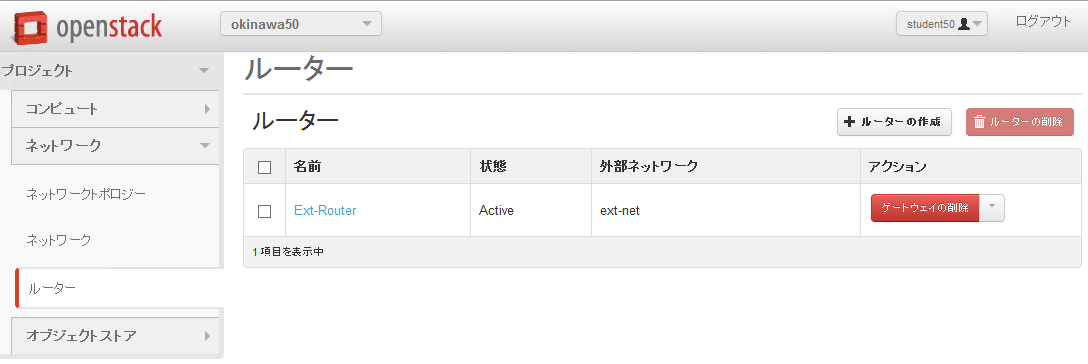 openstack
okinawa50
student50
ログアウト
プロジェクト
コンピュート
ネットワーク
ネットワークトポロジー
ネットワーク
ルーター
オブジェクトストア
ルーター
ルーター
ルーターの作成
ルーターの削除
名前 状態 外部ネットワーク アクション
Ext-Router Active ext-net ゲートウェイの削除
1 項目を表示中